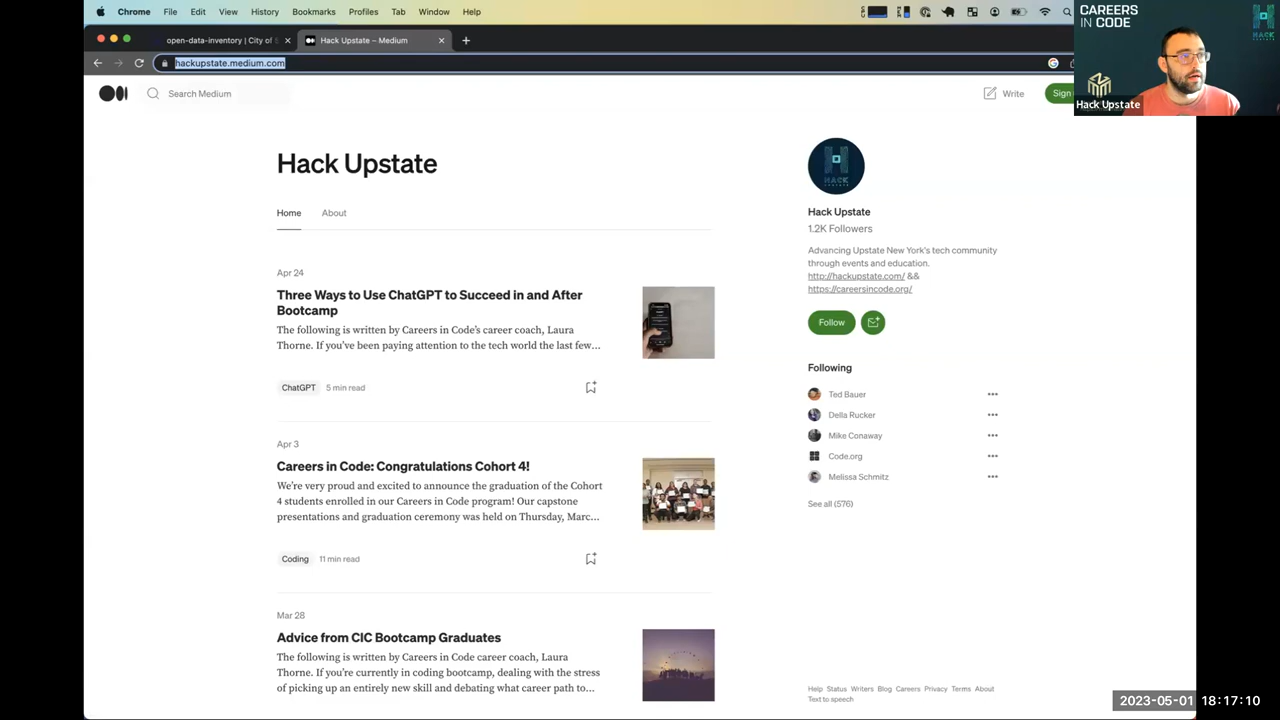 Chrome File Edit View History Bookmarks Profiles Tab Window Help
CAREERS
IN CODE
HACK
open-data-inventory | City of
Hack Upstate – Medium
hackupstate.medium.com
Hack Upstate
Search Medium
Write
Sign
Hack Upstate
Home About
Apr 24
Three Ways to Use ChatGPT to Succeed in and After
Bootcamp
The following is written by Careers in Code's career coach, Laura
Thorne. If you've been paying attention to the tech world the last few...
ChatGPT 5 min read
Apr 3
Careers in Code: Congratulations Cohort 4!
We're very proud and excited to announce the graduation of the Cohort
4 students enrolled in our Careers in Code program! Our capstone
presentations and graduation ceremony was held on Thursday, Marc...
Coding 11 min read
Mar 28
Advice from CIC Bootcamp Graduates
The following is written by Careers in Code career coach, Laura
Thorne. If you're currently in coding bootcamp, dealing with the stress
of picking up an entirely new skill and debating what career path to...
HACK
Hack Upstate
1.2K Followers
Advancing Upstate New York's tech community
through events and education.
http://hackupstate.com/ &&
https://careersincode.org/
Follow
Following
Ted Bauer
Della Rucker
Mike Conaway
Code.org
Melissa Schmitz
See all (576)
Help Status Writers Blog Careers Privacy Terms About
Text to speech
2023-05-01 18:17:10